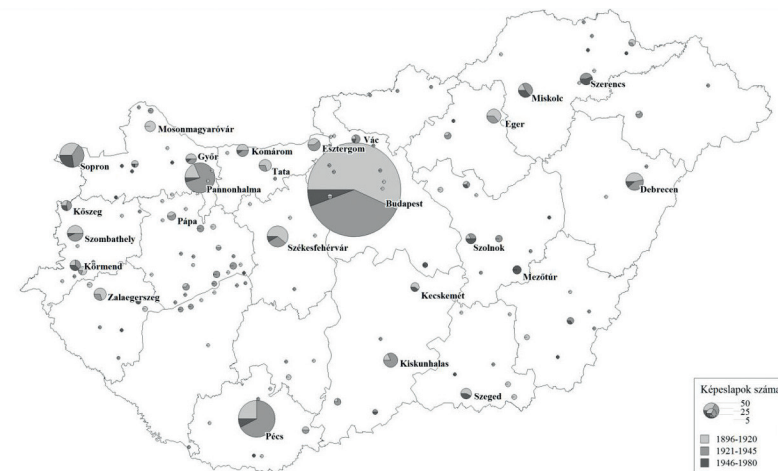 Miskolc
Szerencs
Eger
Mosonmagyaróvár
Vác
Esztergom
Komárom
Győr
Tata
Sopron
Pannonhalma
Debrecen
Budapest
Kőszeg
Pápa
Szombathely
Székesfehérvár
Szolnok
Körmend
Mezőtúr
Zalaegerszeg
Kecskemét
Kiskunhalas
Szeged
Pécs
Képeslapok száma
50
25
5
1896-1920
1921-1945
1946-1980